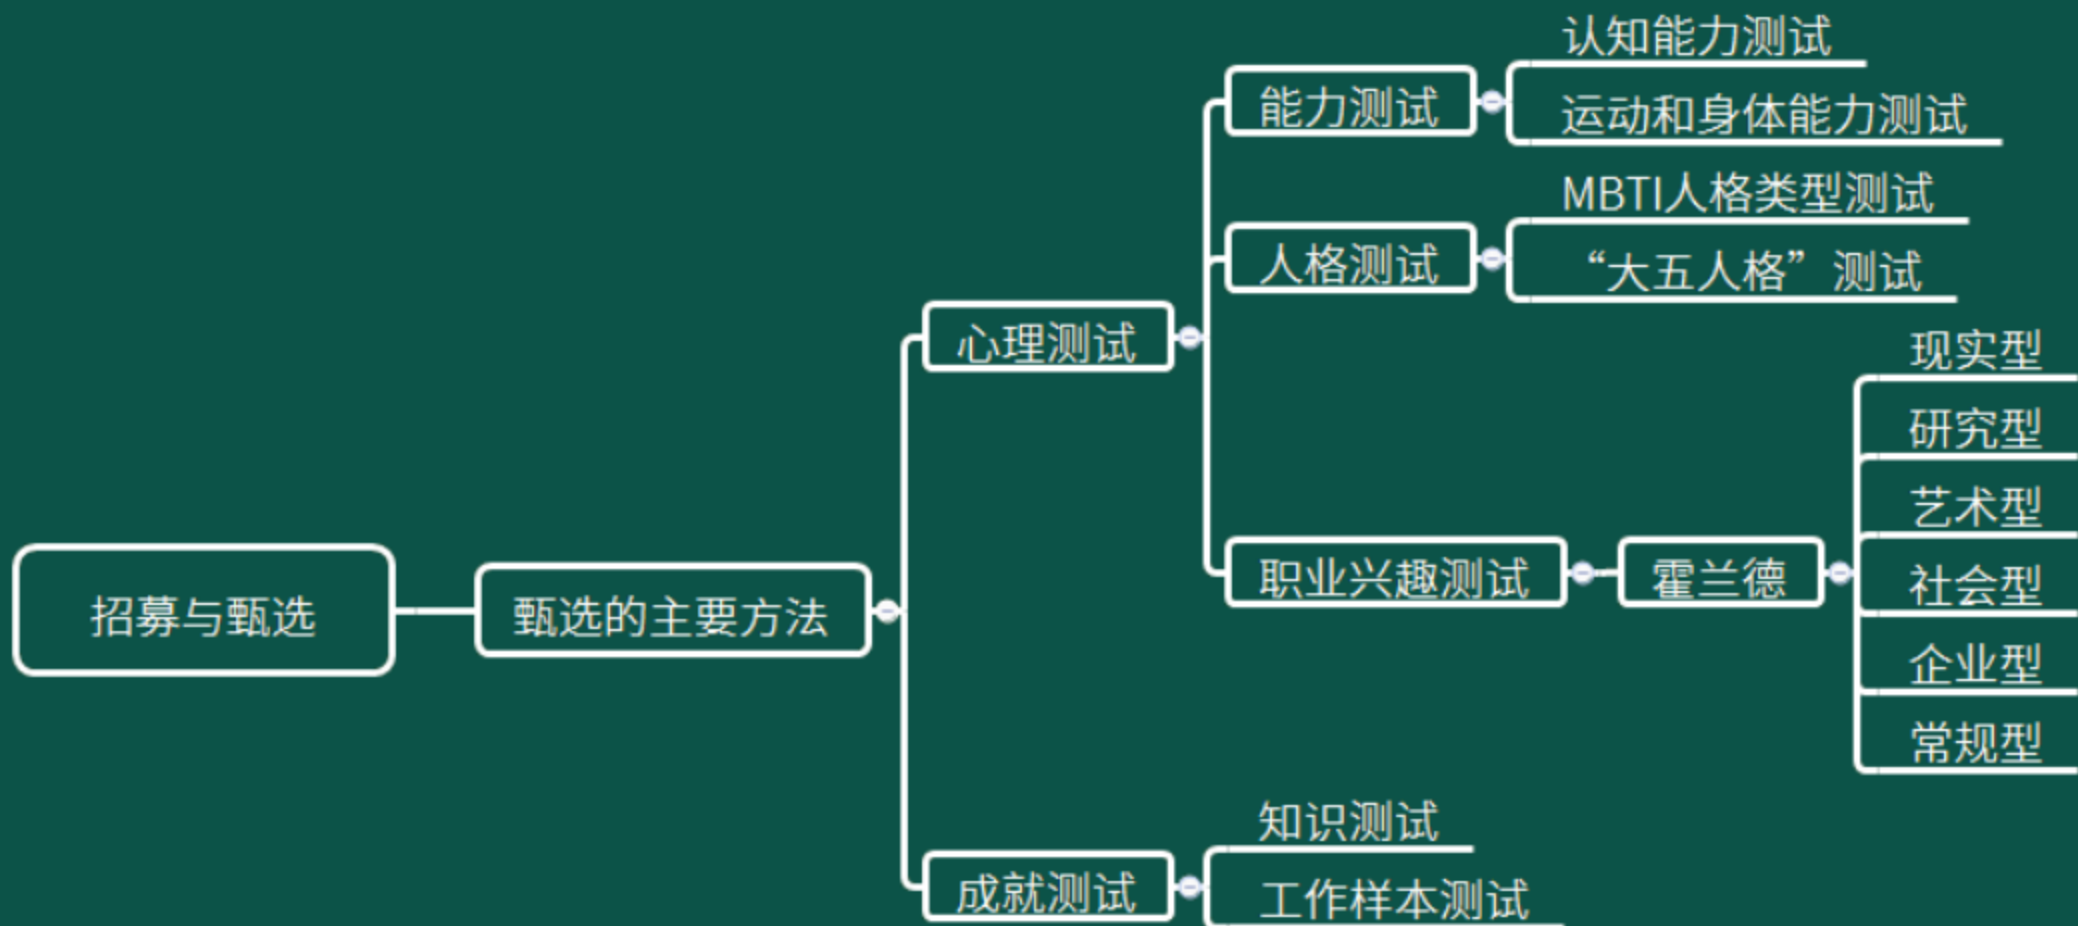 认知能力测试
能力测试
运动和身体能力测试
MBTI人格类型测试
人格测试
“大五人格”测试
心理测试
现实型
研究型
艺术型
职业兴趣测试
霍兰德
社会型
招募与甄选
甄选的主要方法
企业型
常规型
知识测试
成就测试
工作样本测试